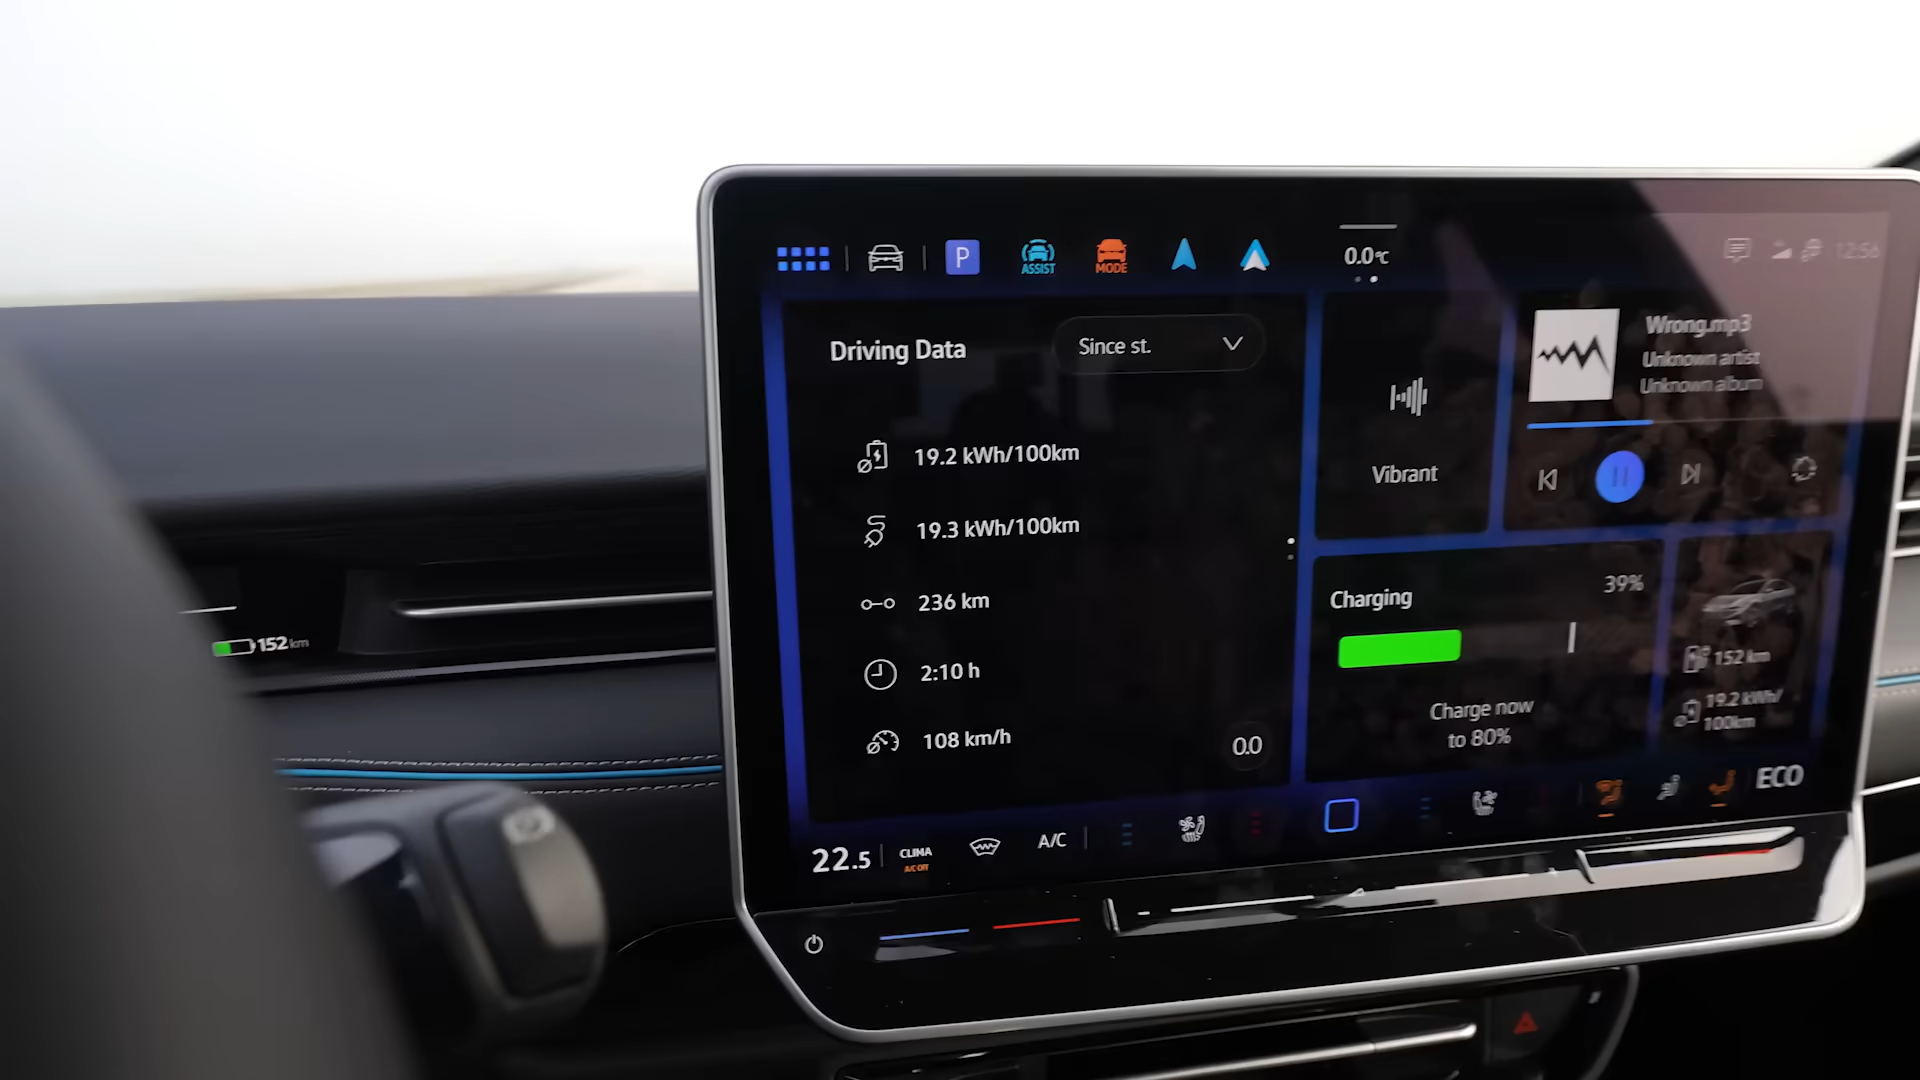 P
ASSIST
MODE
0.0°C
12:56
Driving Data
Since st.
19.2 kWh/100km
19.3 kWh/100km
236 km
2:10 h
108 km/h
0.0
Vibrant
Wrong.mp3
Unknown artist
Unknown album
Charging
39%
Charge now
to 80%
152 km
19.2 kWh/
100km
152 km
22.5
CLIMA
A/C OFF
A/C
ECO